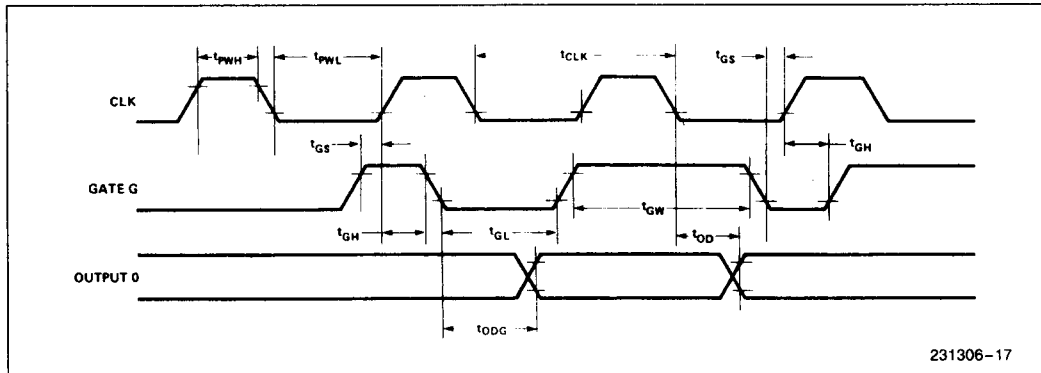 tPWH
tPWL
tCLK
tGS
CLK
tGS
tGH
GATE G
tGH
tGL
tGW
tOD
OUTPUT 0
tODG
231306-17